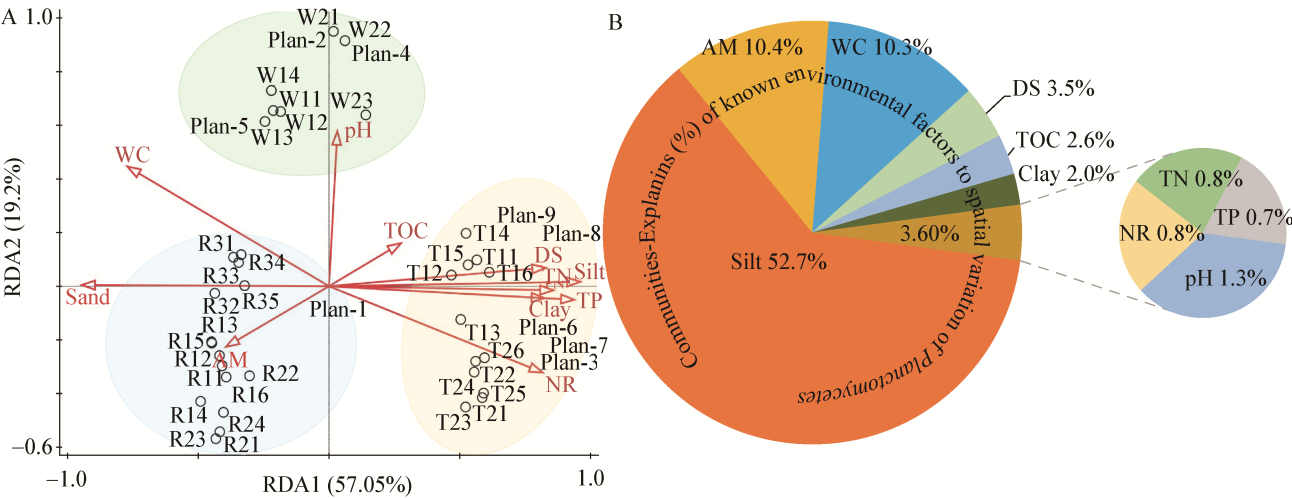 A
1.0
W21
W22
Plan-2
Plan-4
W14
W11
W23
Plan-5
W12
W13
pH
WC
TOC
Plan-9
R31
T14
Plan-8
R34
T15
T11
DS
R33
T12
T16
TN
Silt
Sand
R35
R32
Plan-1
Clay
TP
R13
T13
Plan-6
R15
T26
Plan-7
R12
AM
Plan-3
R11
R22
T22
NR
R16
T24
T25
R14
R24
T23
T21
R23
R21
−0.6
−1.0
1.0
RDA1 (57.05%)
RDA2 (19.2%)
B
AM 10.4%
WC 10.3%
DS 3.5%
TOC 2.6%
Clay 2.0%
3.60%
Silt 52.7%
Communities-Explanins (%) of known environmental factors to spatial variation of Planctomycetes
TN 0.8%
TP 0.7%
NR 0.8%
pH 1.3%